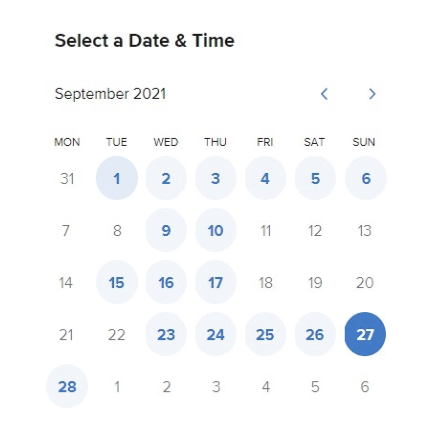 Select a Date & Time
September 2021
MON TUE WED THU FRI SAT SUN
31 1 2 3 4 5 6
7 8 9 10 11 12 13
14 15 16 17 18 19 20
21 22 23 24 25 26 27
28 1 2 3 4 5 6